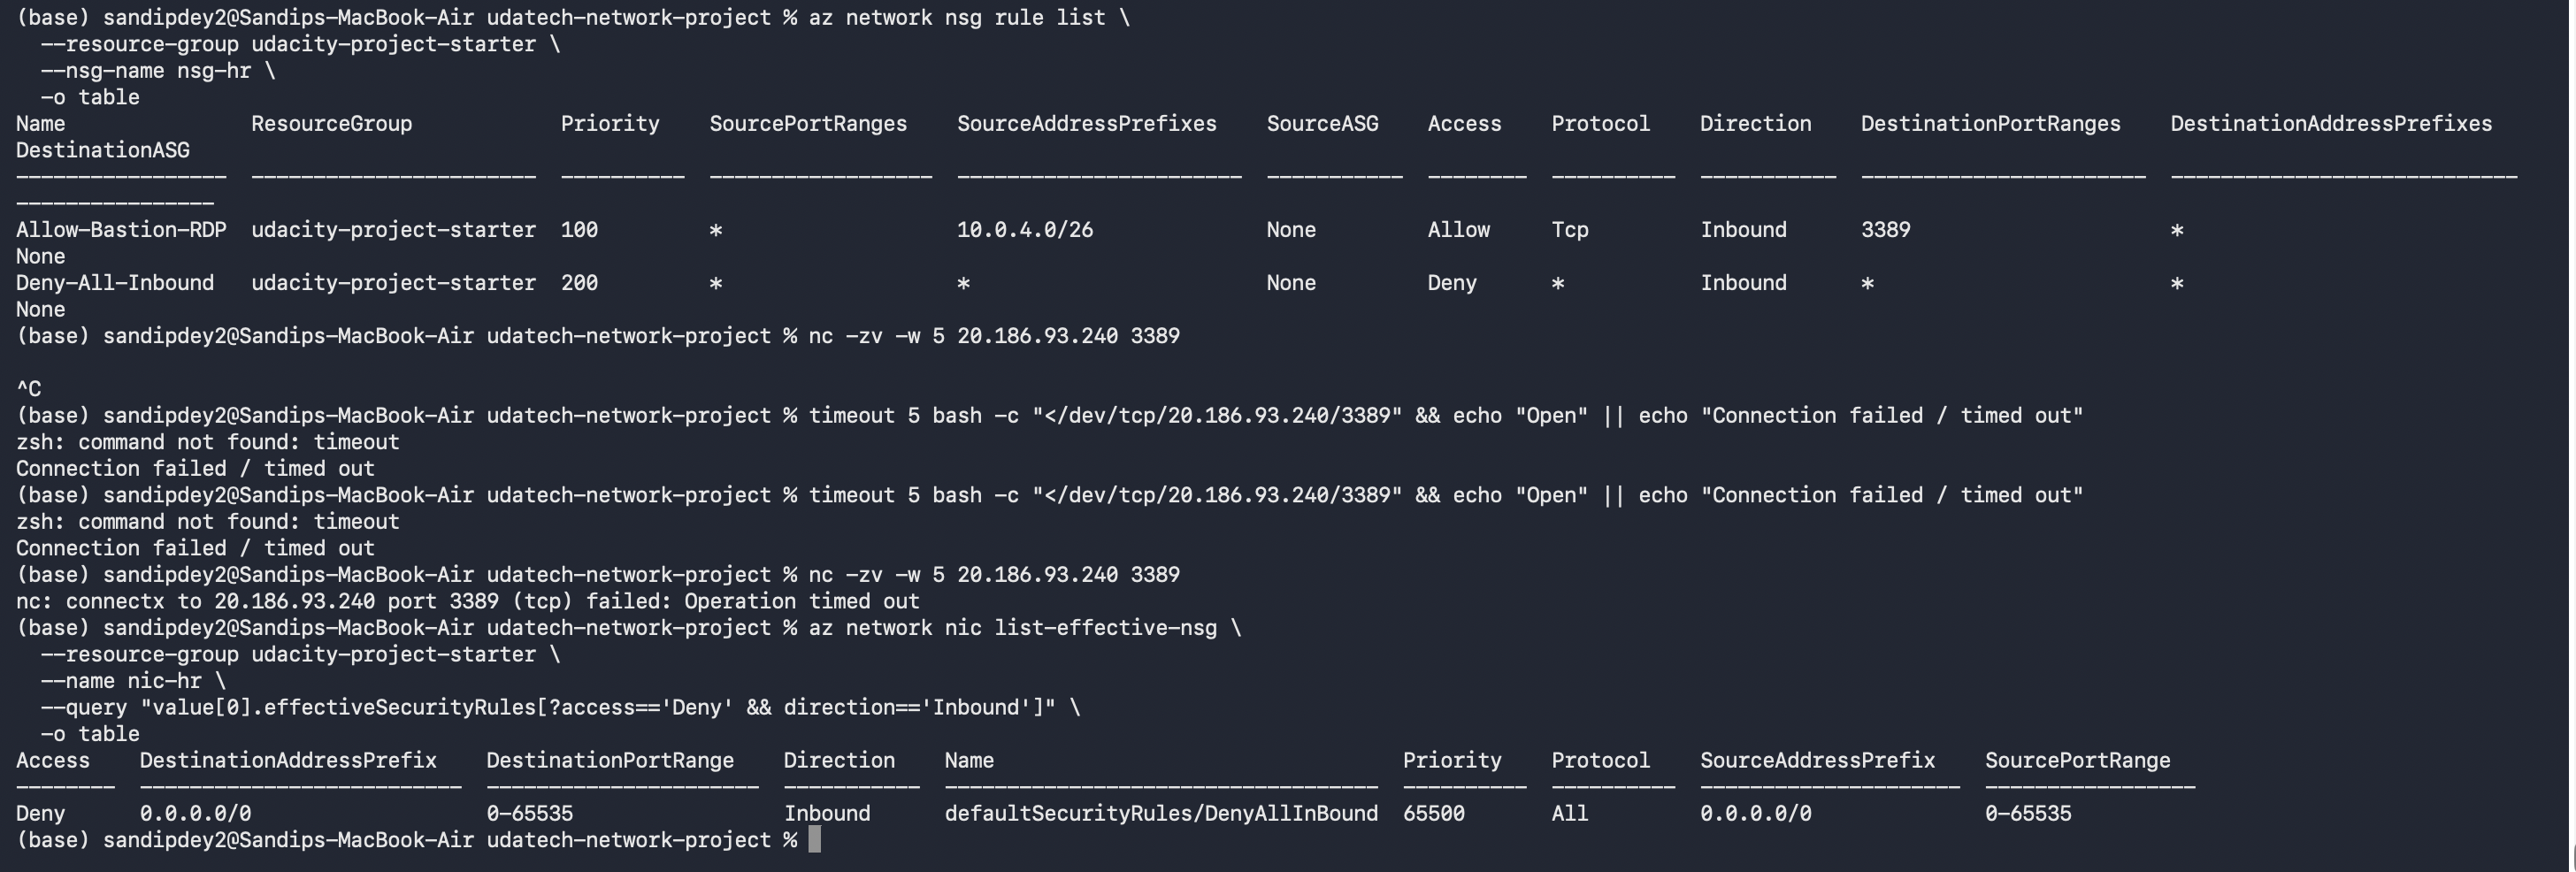 (base) sandipdey2@Sandips-MacBook-Air udatech-network-project % az network nsg rule list \
  --resource-group udacity-project-starter \
  --nsg-name nsg-hr \
  -o table
Name               ResourceGroup            Priority    SourcePortRanges    SourceAddressPrefixes    SourceASG    Access    Protocol    Direction    DestinationPortRanges    DestinationAddressPrefixes
DestinationASG
-----------------  -----------------------  ----------  ------------------  -----------------------  -----------  --------  ----------  -----------  -----------------------  ----------------------------
----------------
Allow-Bastion-RDP  udacity-project-starter  100         *                   10.0.4.0/26              None         Allow     Tcp         Inbound      3389                     *
None
Deny-All-Inbound   udacity-project-starter  200         *                   *                        None         Deny      *           Inbound      *                        *
None
(base) sandipdey2@Sandips-MacBook-Air udatech-network-project % nc -zv -w 5 20.186.93.240 3389
^C
(base) sandipdey2@Sandips-MacBook-Air udatech-network-project % timeout 5 bash -c "</dev/tcp/20.186.93.240/3389" && echo "Open" || echo "Connection failed / timed out"
zsh: command not found: timeout
Connection failed / timed out
(base) sandipdey2@Sandips-MacBook-Air udatech-network-project % timeout 5 bash -c "</dev/tcp/20.186.93.240/3389" && echo "Open" || echo "Connection failed / timed out"
zsh: command not found: timeout
Connection failed / timed out
(base) sandipdey2@Sandips-MacBook-Air udatech-network-project % nc -zv -w 5 20.186.93.240 3389
nc: connectx to 20.186.93.240 port 3389 (tcp) failed: Operation timed out
(base) sandipdey2@Sandips-MacBook-Air udatech-network-project % az network nic list-effective-nsg \
  --resource-group udacity-project-starter \
  --name nic-hr \
  --query "value[0].effectiveSecurityRules[?access=='Deny' && direction=='Inbound']" \
  -o table
Access    DestinationAddressPrefix    DestinationPortRange    Direction    Name                                 Priority    Protocol    SourceAddressPrefix    SourcePortRange
--------  --------------------------  ----------------------  -----------  -----------------------------------  ----------  ----------  ---------------------  -----------------
Deny      0.0.0.0/0                   0-65535                 Inbound      defaultSecurityRules/DenyAllInBound  65500       All         0.0.0.0/0              0-65535
(base) sandipdey2@Sandips-MacBook-Air udatech-network-project %